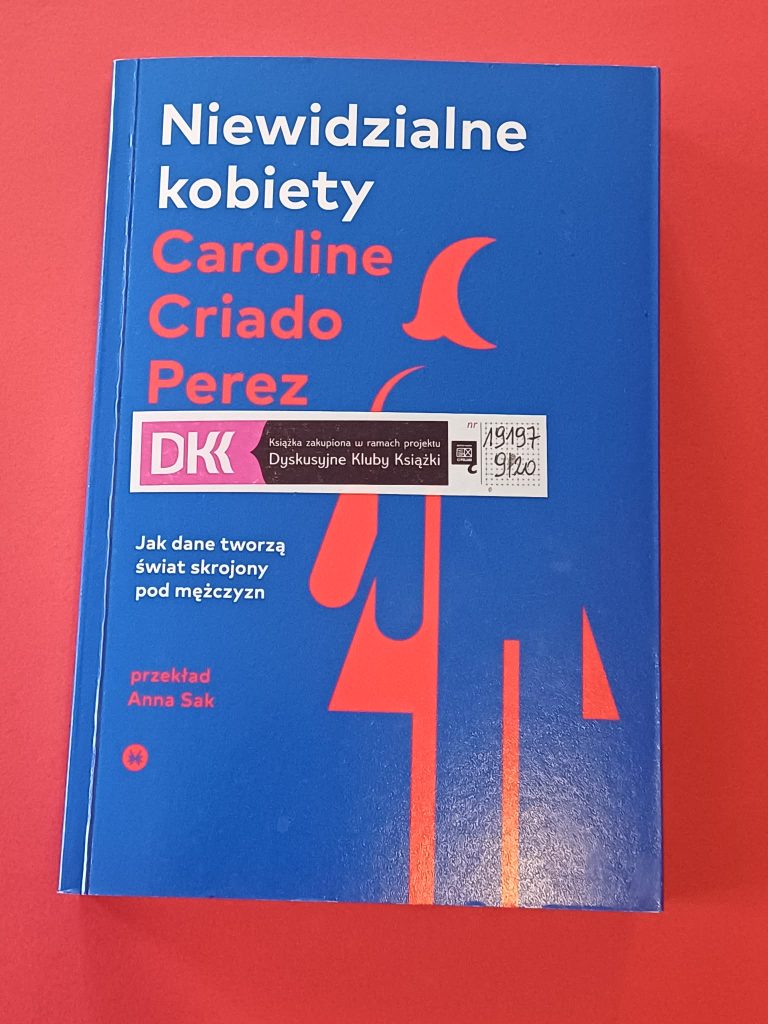 Niewidzialne
kobiety
Caroline
Criado
Perez
DKK
Książka zakupiona w ramach projektu
Dyskusyjne Kluby Książki
nr
19197
9/20
Jak dane tworzą
świat skrojony
pod mężczyzn
przekład
Anna Sak